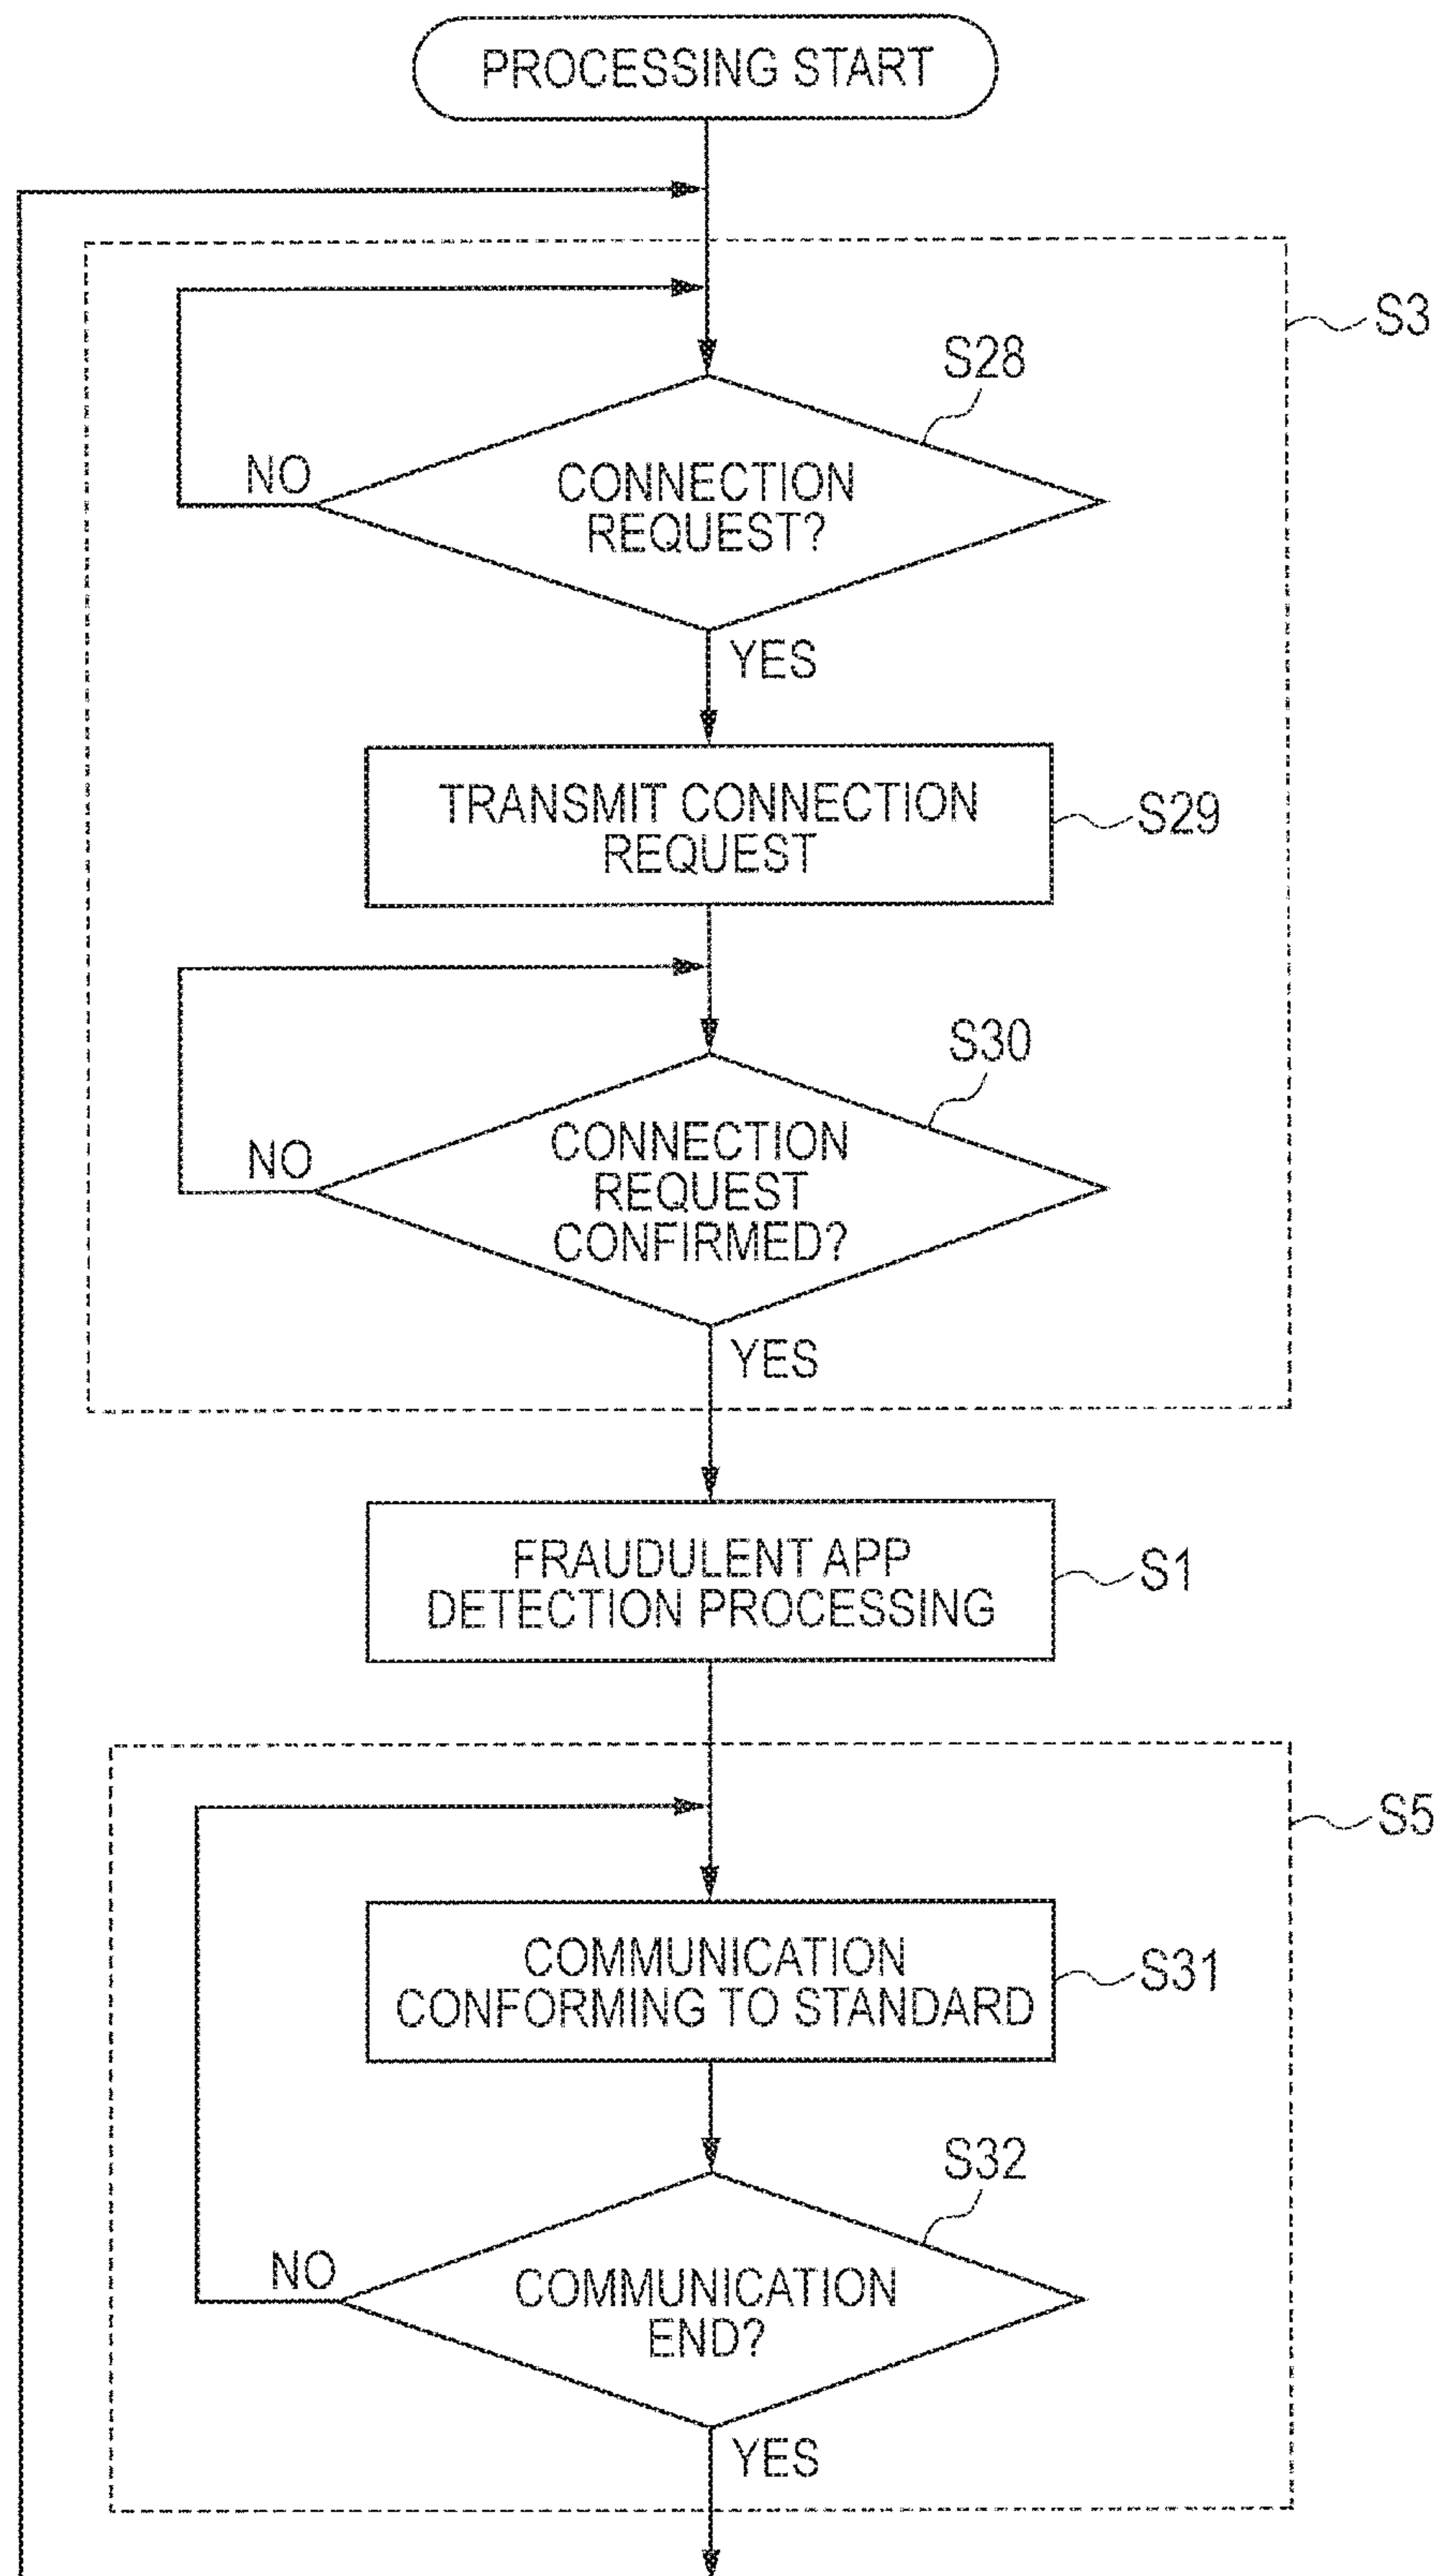 PROCESSING START
S3
S28
NO
CONNECTION
REQUEST?
YES
TRANSMIT CONNECTION
REQUEST
S29
S30
NO
CONNECTION
REQUEST
CONFIRMED?
YES
FRAUDULENT APP
DETECTION PROCESSING
S1
S5
COMMUNICATION
CONFORMING TO STANDARD
S31
S32
NO
COMMUNICATION
END?
YES